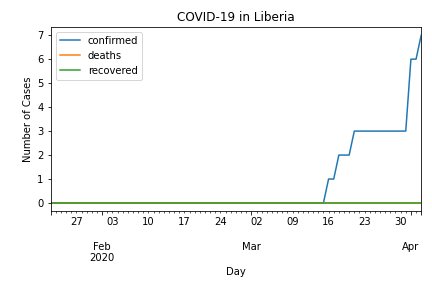 COVID-19 in Liberia
confirmed
deaths
recovered
Number of Cases
7
6
5
4
3
2
1
0
27 03 10 17 24 02 09 16 23 30
Feb Mar Apr
2020
Day